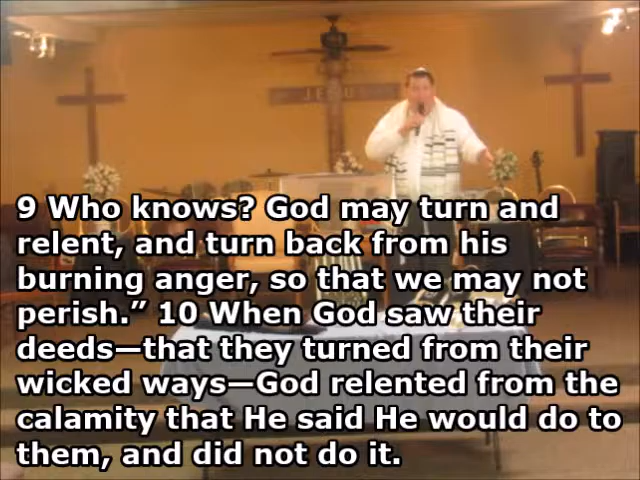 JESUS
9 Who knows? God may turn and
relent, and turn back from his
burning anger, so that we may not
perish.” 10 When God saw their
deeds—that they turned from their
wicked ways—God relented from the
calamity that He said He would do to
them, and did not do it.